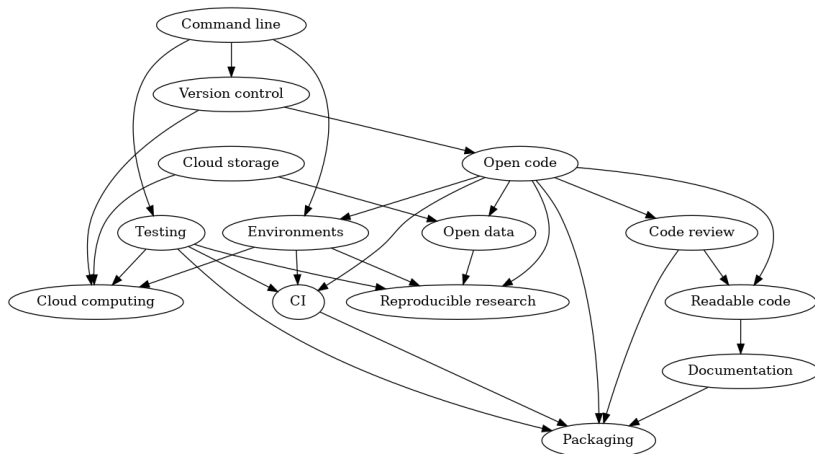 Command line
Version control
Cloud storage
Open code
Testing
Environments
Open data
Code review
Cloud computing
CI
Reproducible research
Readable code
Documentation
Packaging